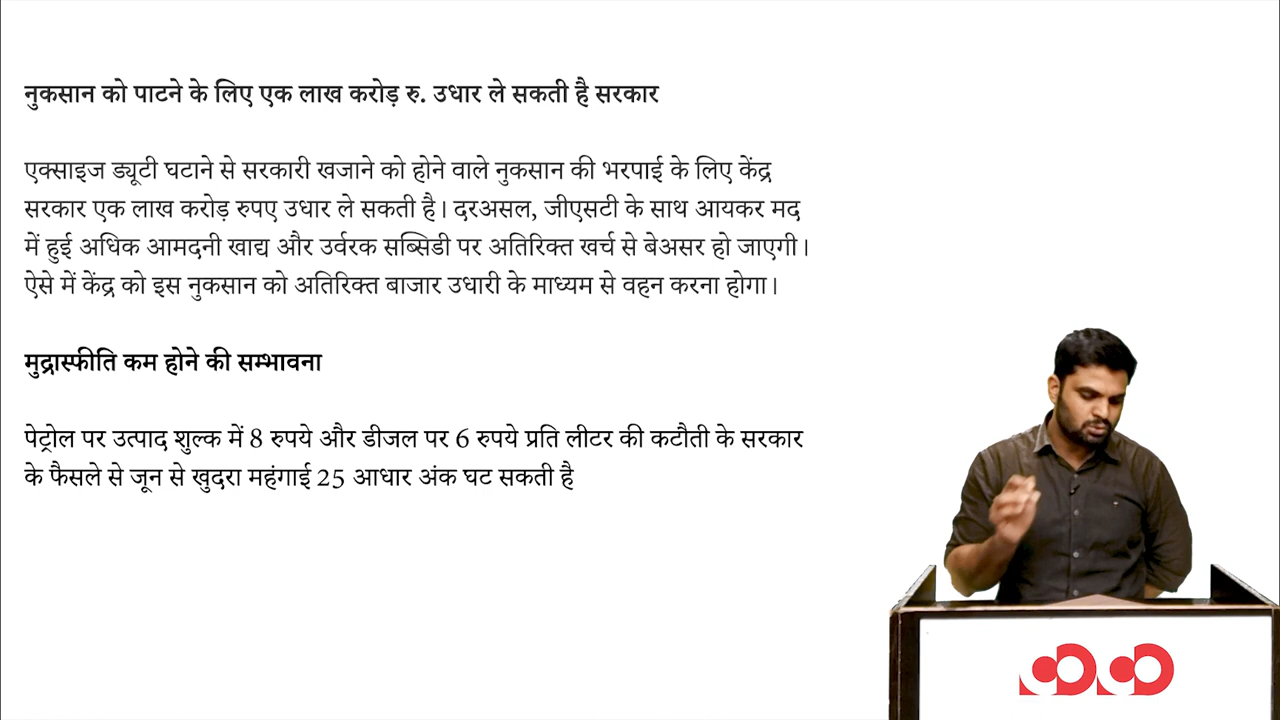 नुकसान को पाटने के लिए एक लाख करोड़ रु. उधार ले सकती है सरकार
एक्साइज ड्यूटी घटाने से सरकारी खजाने को होने वाले नुकसान की भरपाई के लिए केंद्र
सरकार एक लाख करोड़ रुपए उधार ले सकती है। दरअसल, जीएसटी के साथ आयकर मद
में हुई अधिक आमदनी खाद्य और उर्वरक सब्सिडी पर अतिरिक्त खर्च से बेअसर हो जाएगी।
ऐसे में केंद्र को इस नुकसान को अतिरिक्त बाजार उधारी के माध्यम से वहन करना होगा।
मुद्रास्फीति कम होने की सम्भावना
पेट्रोल पर उत्पाद शुल्क में 8 रुपये और डीजल पर 6 रुपये प्रति लीटर की कटौती के सरकार
के फैसले से जून से खुदरा महंगाई 25 आधार अंक घट सकती है